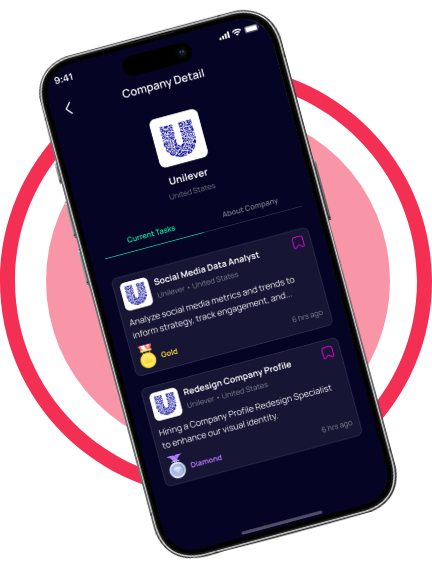 9:41
Company Detail
Unilever
United States
Current Tasks
About Company
Social Media Data Analyst
Unilever • United States
Analyze social media metrics and trends to
inform strategy, track engagement, and...
Gold
6 hrs ago
Redesign Company Profile
Unilever • United States
Hiring a Company Profile Redesign Specialist
to enhance our visual identity.
Diamond
6 hrs ago